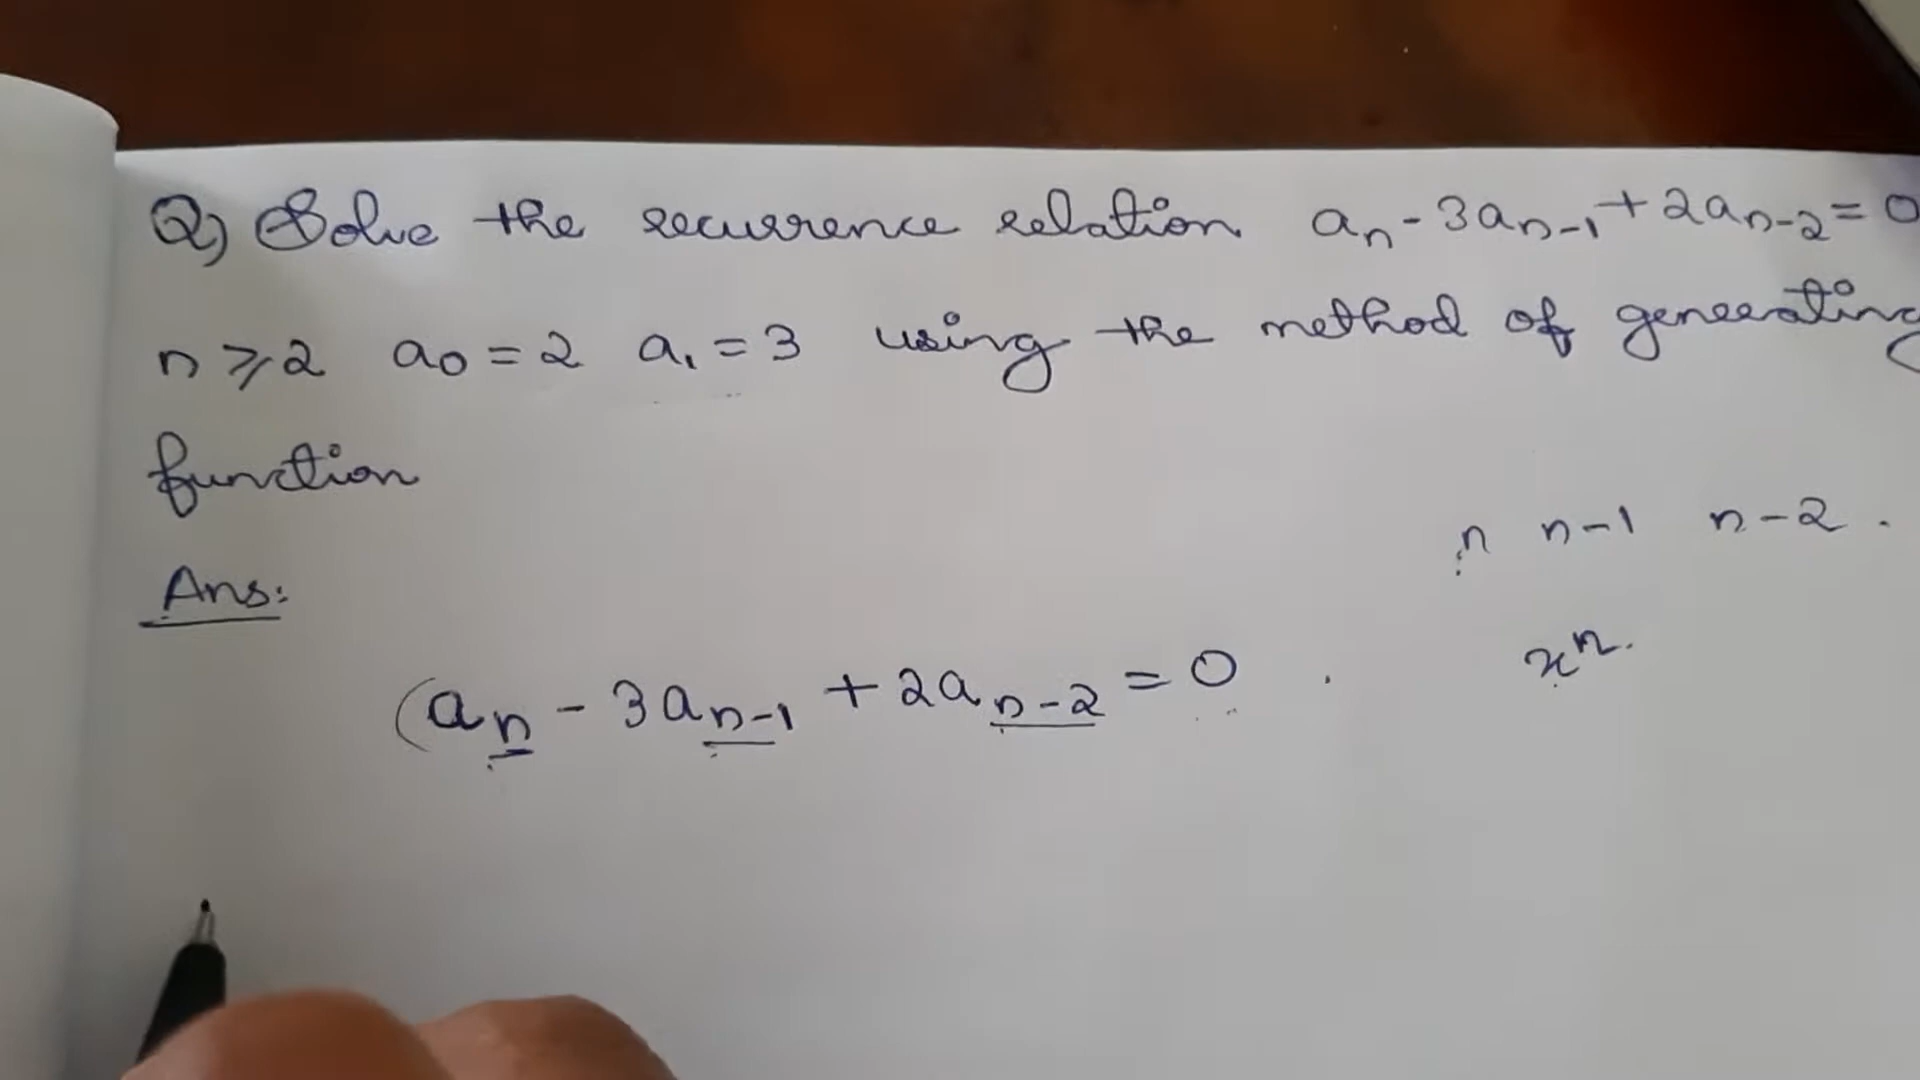 Q) Solve the recurrence relation aₙ - 3aₙ₋₁ + 2aₙ₋₂ = 0
n ⩾ 2 a₀ = 2 a₁ = 3 using the method of generating
function
n n-1 n-2 .
Ans:
xⁿ.
(aₙ - 3aₙ₋₁ + 2aₙ₋₂ = 0 .